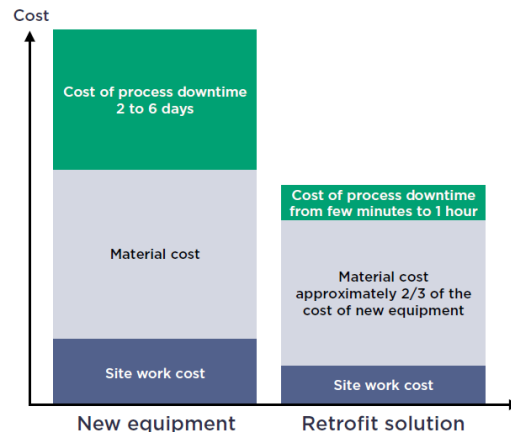 Cost
Cost of process downtime
2 to 6 days
Material cost
Site work cost
New equipment
Cost of process downtime
from few minutes to 1 hour
Material cost
approximately 2/3 of the
cost of new equipment
Site work cost
Retrofit solution